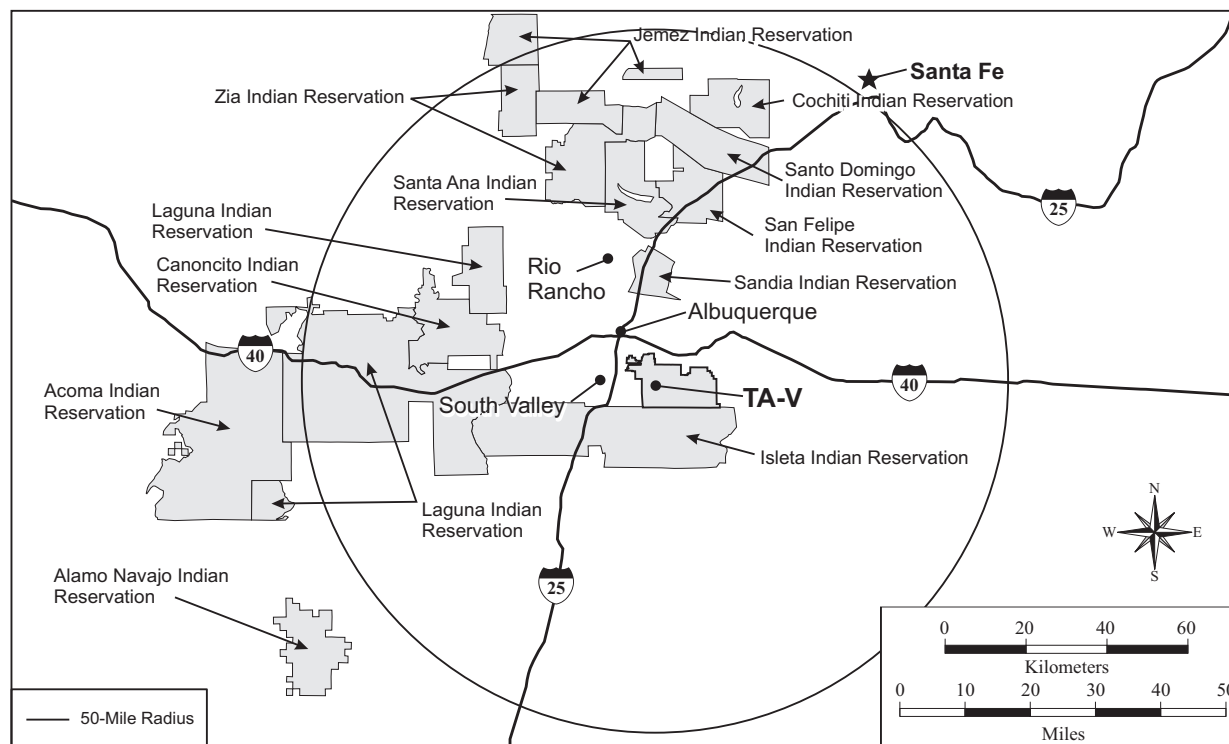 Jemez Indian Reservation
Santa Fe
Zia Indian Reservation
Cochiti Indian Reservation
Santo Domingo
Indian Reservation
Santa Ana Indian
Reservation
25
Laguna Indian
Reservation
San Felipe
Indian Reservation
Canoncito Indian
Reservation
Rio
Rancho
Sandia Indian Reservation
Albuquerque
40
40
Acoma Indian
Reservation
South Valley
TA-V
Isleta Indian Reservation
Laguna Indian
Reservation
N
W
E
S
Alamo Navajo Indian
Reservation
25
0 20 40 60
Kilometers
0 10 20 30 40 50
Miles
50-Mile Radius